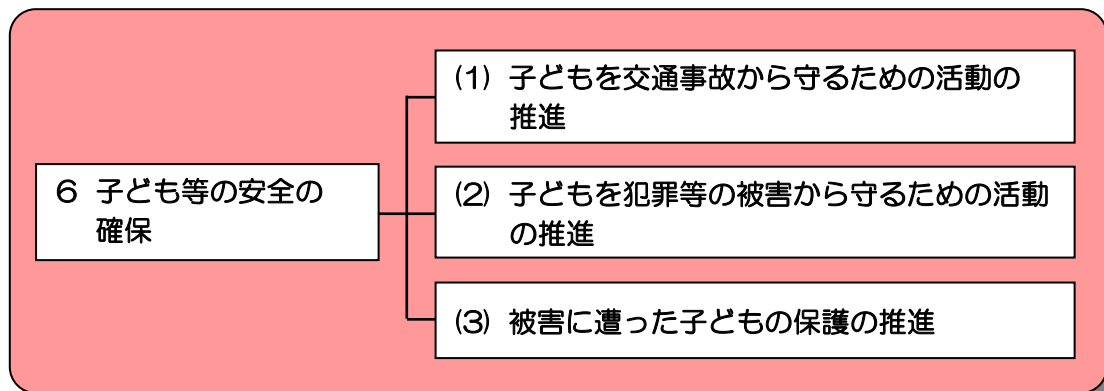 6 子ども等の安全の
確保
(1) 子どもを交通事故から守るための活動の
推進
(2) 子どもを犯罪等の被害から守るための活動
の推進
(3) 被害に遭った子どもの保護の推進